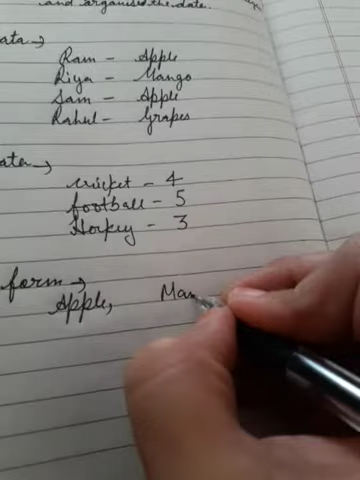 and organised the data.
ata →
Ram - Apple
Riya - Mango
Sam - Apple
Rahul - Grapes
ata →
cricket - 4
football - 5
Horkey - 3
form →
Apple, Man